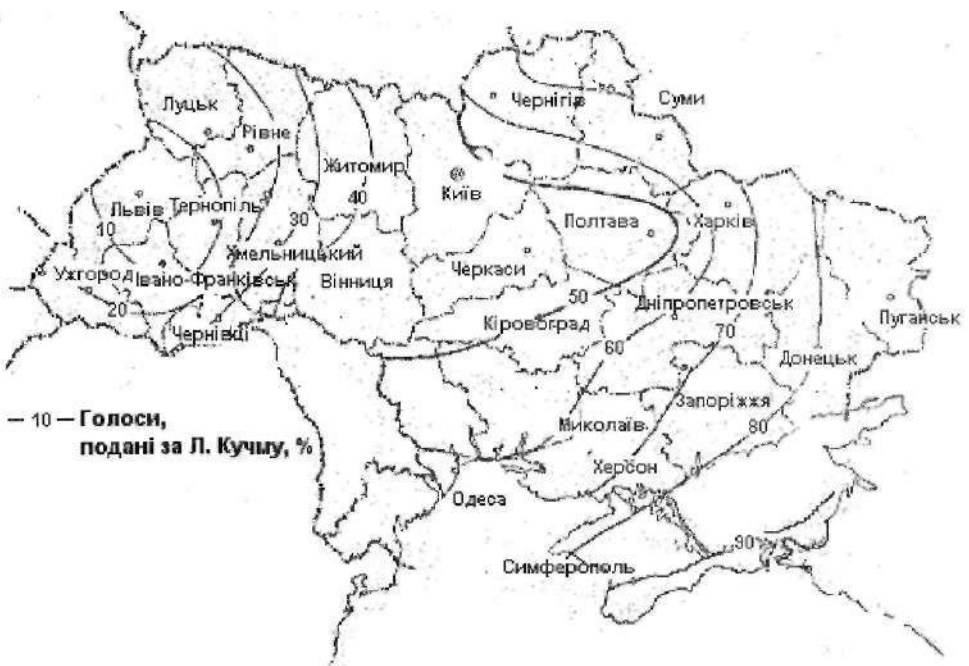 Чернігів
Суми
Луцьк
Рівне
Житомир
Київ
40
Львів
Тернопіль
30
10
Полтава
Харків
Хмельницький
Ужгород
Івано-Франківськ
Вінниця
Черкаси
20
50
Чернівці
Кіровоград
Дніпропетровськ
Пуганськ
60
70
Донецьк
Запоріжжя
— 10 — Голоси,
подані за Л. Кучму, %
Миколаїв
80
Херсон
Одеса
90
Симферополь